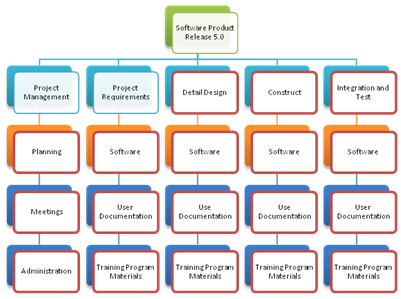 Software Product
Release 5.0
Project
Management
Project
Requirements
Detail Design
Construct
Integration and
Test
Planning
Software
Software
Software
Software
Meetings
User
Documentation
Use
Documentation
Use
Documentation
User
Documentation
Administration
Training Program
Materials
Training Program
Materials
Training Program
Materials
Training Program
Materials